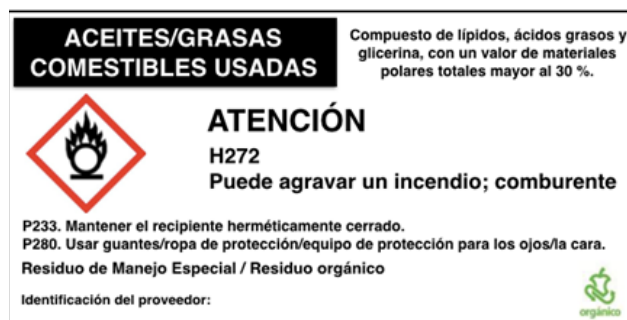 ACEITES/GRASAS
COMESTIBLES USADAS
Compuesto de lípidos, ácidos grasos y
glicerina, con un valor de materiales
polares totales mayor al 30 %.
ATENCIÓN
H272
Puede agravar un incendio; comburente
P233. Mantener el recipiente herméticamente cerrado.
P280. Usar guantes/ropa de protección/equipo de protección para los ojos/la cara.
Residuo de Manejo Especial / Residuo orgánico
Identificación del proveedor:
orgánico